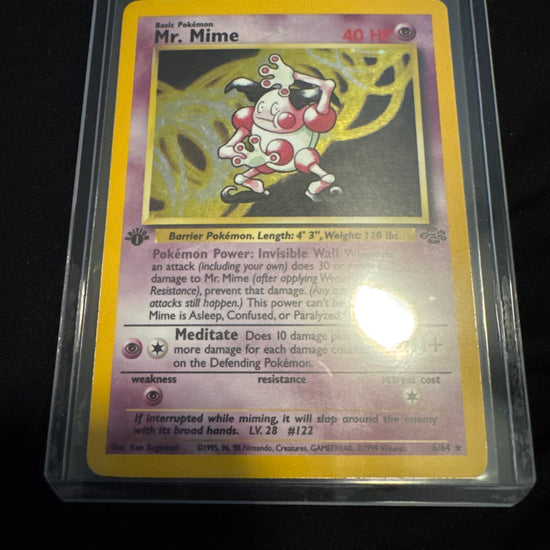 Basic Pokémon
Mr. Mime 40 HP
EDITION 1
Barrier Pokémon. Length: 4' 3", Weight: 120 lbs.
Pokémon Power: Invisible Wall
an attack (including your own) does 30 or
damage to Mr. Mime (after applying
Resistance), prevent that damage. (Any
attacks still happen.) This power can't
Mime is Asleep, Confused, or Paralyzed
Meditate Does 10 damage +
more damage for each damage
on the Defending Pokémon.
weakness resistance retreat cost
If interrupted while miming, it will slap around the enemy
with its broad hands. LV. 28 #122
Illus. Ken Sugimori ©1995, 96, 98 Nintendo, Creatures, GAMEFREAK. ©1999 Wizards. 6/64 ★